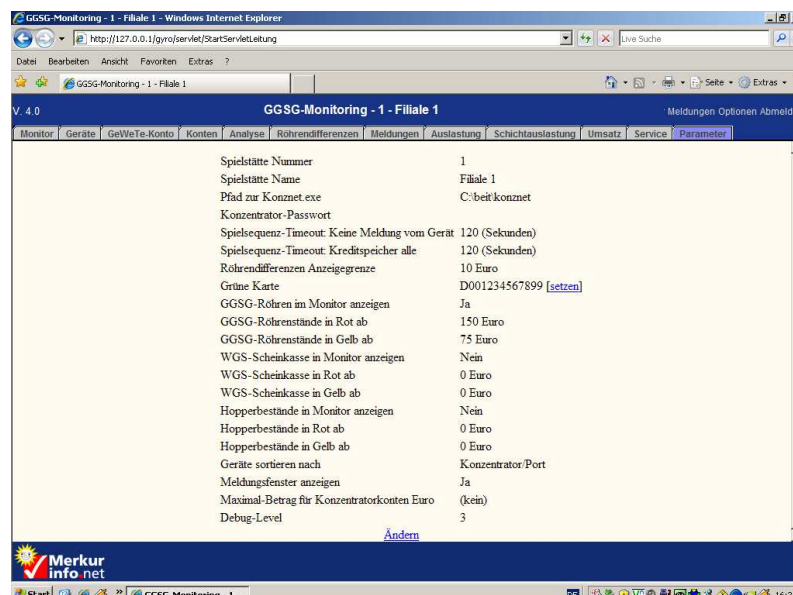 GGSG-Monitoring - 1 - Filiale 1 - Windows Internet Explorer
http://127.0.0.1/gyro/servlet/StartServletLeitung
Live Suche
Datei Bearbeiten Ansicht Favoriten Extras ?
GGSG-Monitoring - 1 - Filiale 1
Seite Extras
V. 4.0 GGSG-Monitoring - 1 - Filiale 1 Meldungen Optionen Abmeld
Monitor Geräte GeWeTe-Konto Konten Analyse Röhrendifferenzen Meldungen Auslastung Schichtauslastung Umsatz Service Parameter
Spielstätte Nummer 1
Spielstätte Name Filiale 1
Pfad zur Konznet.exe C:\beit\konznet
Konzentrator-Passwort
Spielsequenz-Timeout: Keine Meldung vom Gerät 120 (Sekunden)
Spielsequenz-Timeout: Kreditspeicher alle 120 (Sekunden)
Röhrendifferenzen Anzeigegrenze 10 Euro
Grüne Karte D001234567899 [setzen]
GGSG-Röhren im Monitor anzeigen Ja
GGSG-Röhrenstände in Rot ab 150 Euro
GGSG-Röhrenstände in Gelb ab 75 Euro
WGS-Scheinkasse in Monitor anzeigen Nein
WGS-Scheinkasse in Rot ab 0 Euro
WGS-Scheinkasse in Gelb ab 0 Euro
Hopperbestände in Monitor anzeigen Nein
Hopperbestände in Rot ab 0 Euro
Hopperbestände in Gelb ab 0 Euro
Geräte sortieren nach Konzentrator/Port
Meldungsfenster anzeigen Ja
Maximal-Betrag für Konzentratorkonten Euro (kein)
Debug-Level 3
Ändern
Merkur
info.net
Start GGSG-Monitoring - 1 DE